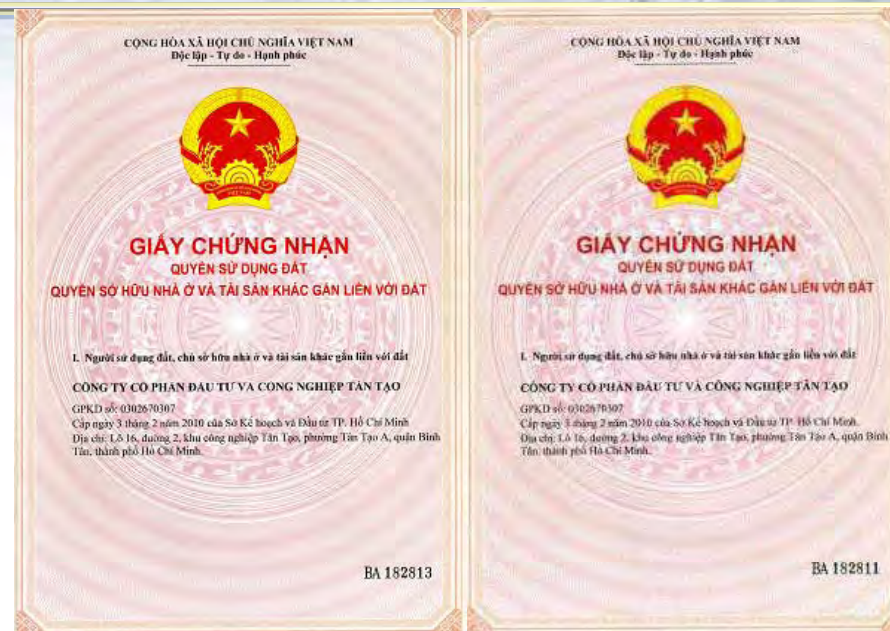 CỘNG HÒA XÃ HỘI CHỦ NGHĨA VIỆT NAM
Độc lập - Tự do - Hạnh phúc
GIẤY CHỨNG NHẬN
QUYỀN SỬ DỤNG ĐẤT
QUYỀN SỞ HỮU NHÀ Ở VÀ TÀI SẢN KHÁC GẮN LIỀN VỚI ĐẤT
I. Người sử dụng đất, chủ sở hữu nhà ở và tài sản khác gắn liền với đất
CÔNG TY CỔ PHẦN ĐẦU TƯ VÀ CÔNG NGHIỆP TÂN TẠO
GPKD số: 0302670307
Cấp ngày 3 tháng 2 năm 2010 của Sở Kế hoạch và Đầu tư TP. Hồ Chí Minh
Địa chỉ: Lô 16, đường 2, khu công nghiệp Tân Tạo, phường Tân Tạo A, quận Bình
Tân, thành phố Hồ Chí Minh.
BA 182813
CỘNG HÒA XÃ HỘI CHỦ NGHĨA VIỆT NAM
Độc lập - Tự do - Hạnh phúc
GIẤY CHỨNG NHẬN
QUYỀN SỬ DỤNG ĐẤT
QUYỀN SỞ HỮU NHÀ Ở VÀ TÀI SẢN KHÁC GẮN LIỀN VỚI ĐẤT
I. Người sử dụng đất, chủ sở hữu nhà ở và tài sản khác gắn liền với đất
CÔNG TY CỔ PHẦN ĐẦU TƯ VÀ CÔNG NGHIỆP TÂN TẠO
GPKD số: 0302670307
Cấp ngày 3 tháng 2 năm 2010 của Sở Kế hoạch và Đầu tư TP. Hồ Chí Minh.
Địa chỉ: Lô 16, đường 2, khu công nghiệp Tân Tạo, phường Tân Tạo A, quận Bình
Tân, thành phố Hồ Chí Minh.
BA 182811